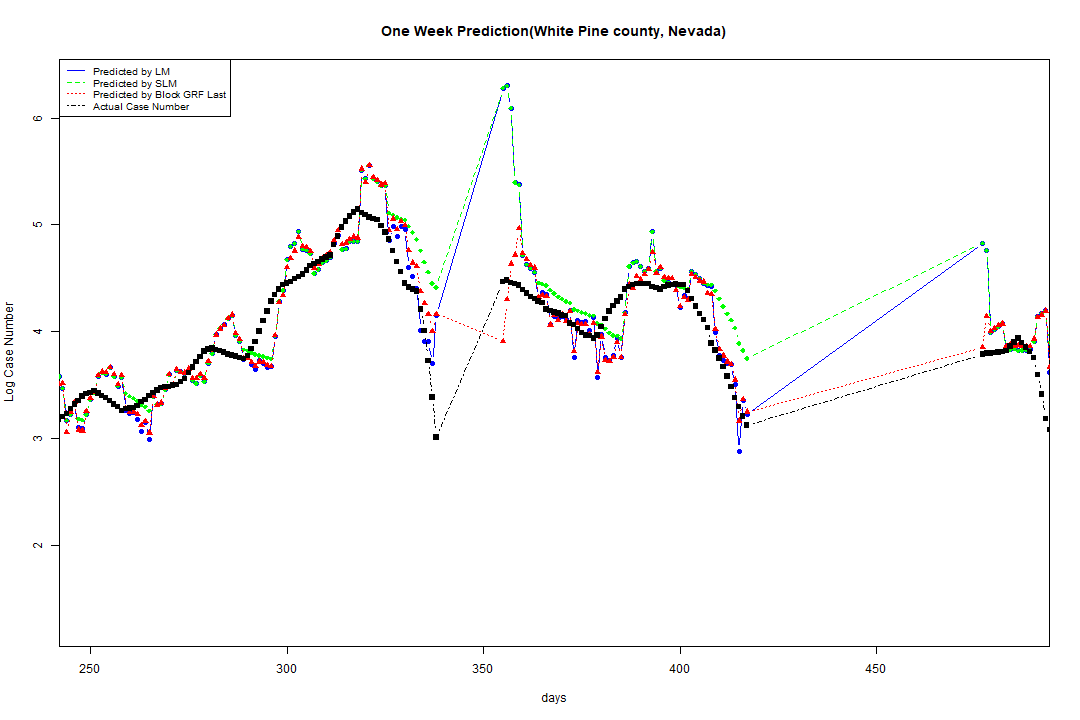 One Week Prediction(White Pine county, Nevada)
Predicted by LM
Predicted by SLM
Predicted by Block GRF Last
Actual Case Number
6
5
4
3
2
Log Case Number
250 300 350 400 450
days